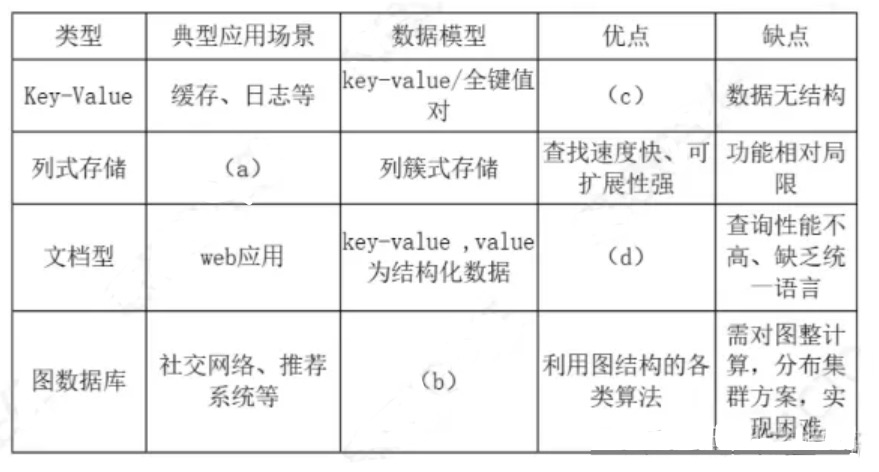 类型 典型应用场景 数据模型 优点 缺点
Key-Value 缓存、日志等 key-value/全键值对 (c) 数据无结构
列式存储 (a) 列簇式存储 查找速度快、可扩展性强 功能相对局限
文档型 web应用 key-value ,value为结构化数据 (d) 查询性能不高、缺乏统一语言
图数据库 社交网络、推荐系统等 (b) 利用图结构的各类算法 需对图整计算，分布集群方案，实现困难